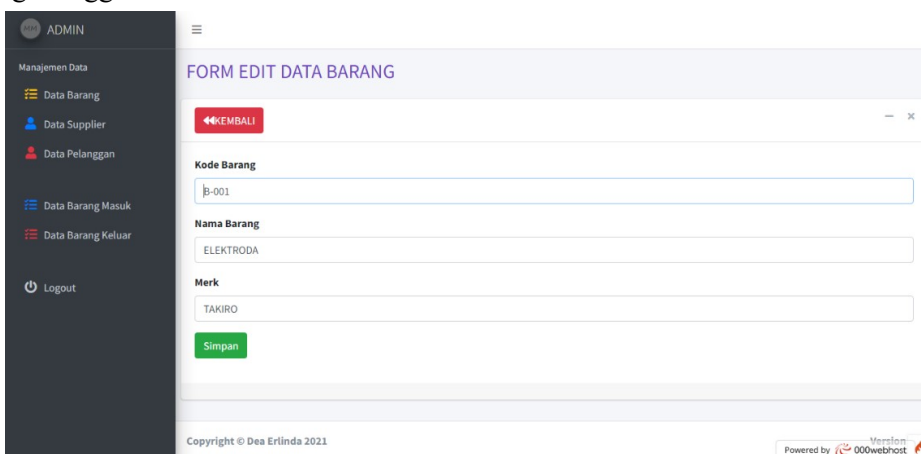 ADMIN
Manajemen Data
Data Barang
Data Supplier
Data Pelanggan
Data Barang Masuk
Data Barang Keluar
Logout
FORM EDIT DATA BARANG
KEMBALI
Kode Barang
B-001
Nama Barang
ELEKTRODA
Merk
TAKIRO
Simpan
Copyright © Dea Erlinda 2021
Version
Powered by 000webhost